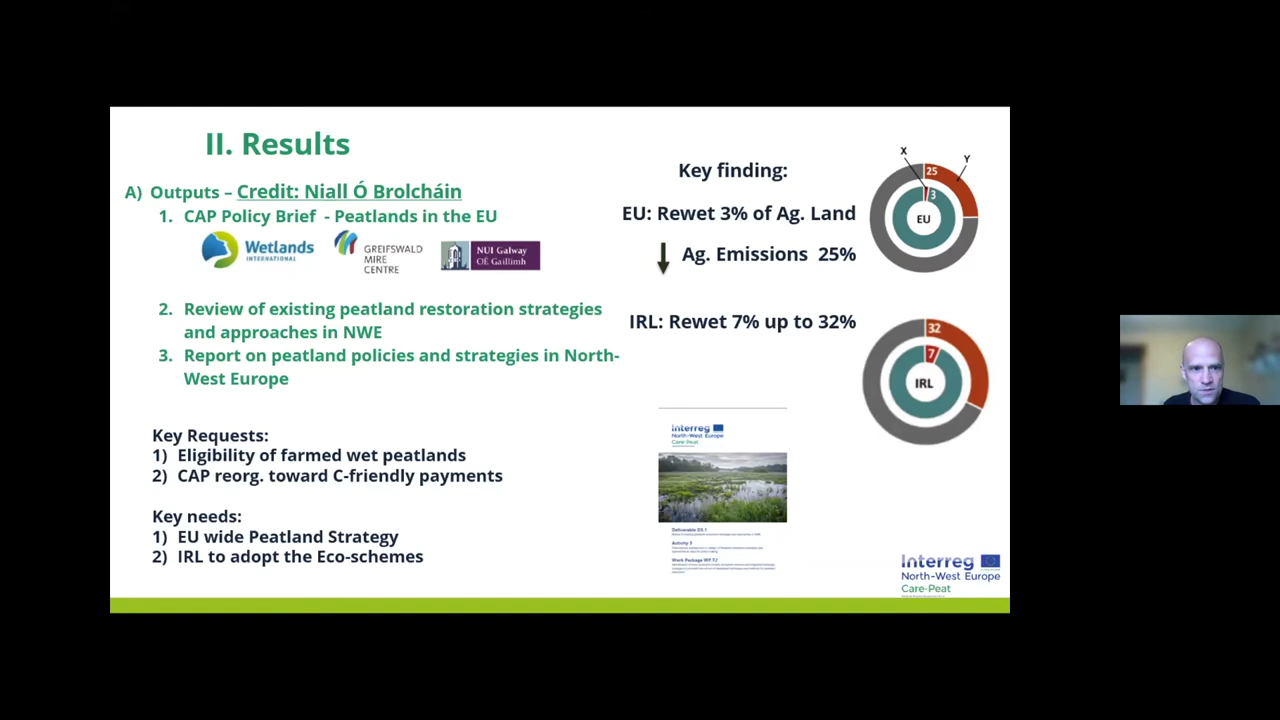 II. Results
A) Outputs – Credit: Niall Ó Brolcháin
1. CAP Policy Brief - Peatlands in the EU
Wetlands
INTERNATIONAL
GREIFSWALD
MIRE
CENTRE
NUI Galway
OÉ Gaillimh
2. Review of existing peatland restoration strategies
and approaches in NWE
3. Report on peatland policies and strategies in North-
West Europe
Key Requests:
1) Eligibility of farmed wet peatlands
2) CAP reorg. toward C-friendly payments
Key needs:
1) EU wide Peatland Strategy
2) IRL to adopt the Eco-schemes
Key finding:
EU: Rewet 3% of Ag. Land
Ag. Emissions 25%
IRL: Rewet 7% up to 32%
X
Y
25
3
EU
32
7
IRL
Interreg
North-West Europe
Care-Peat
Deliverable
Activity
Work Package
Interreg
North-West Europe
Care-Peat